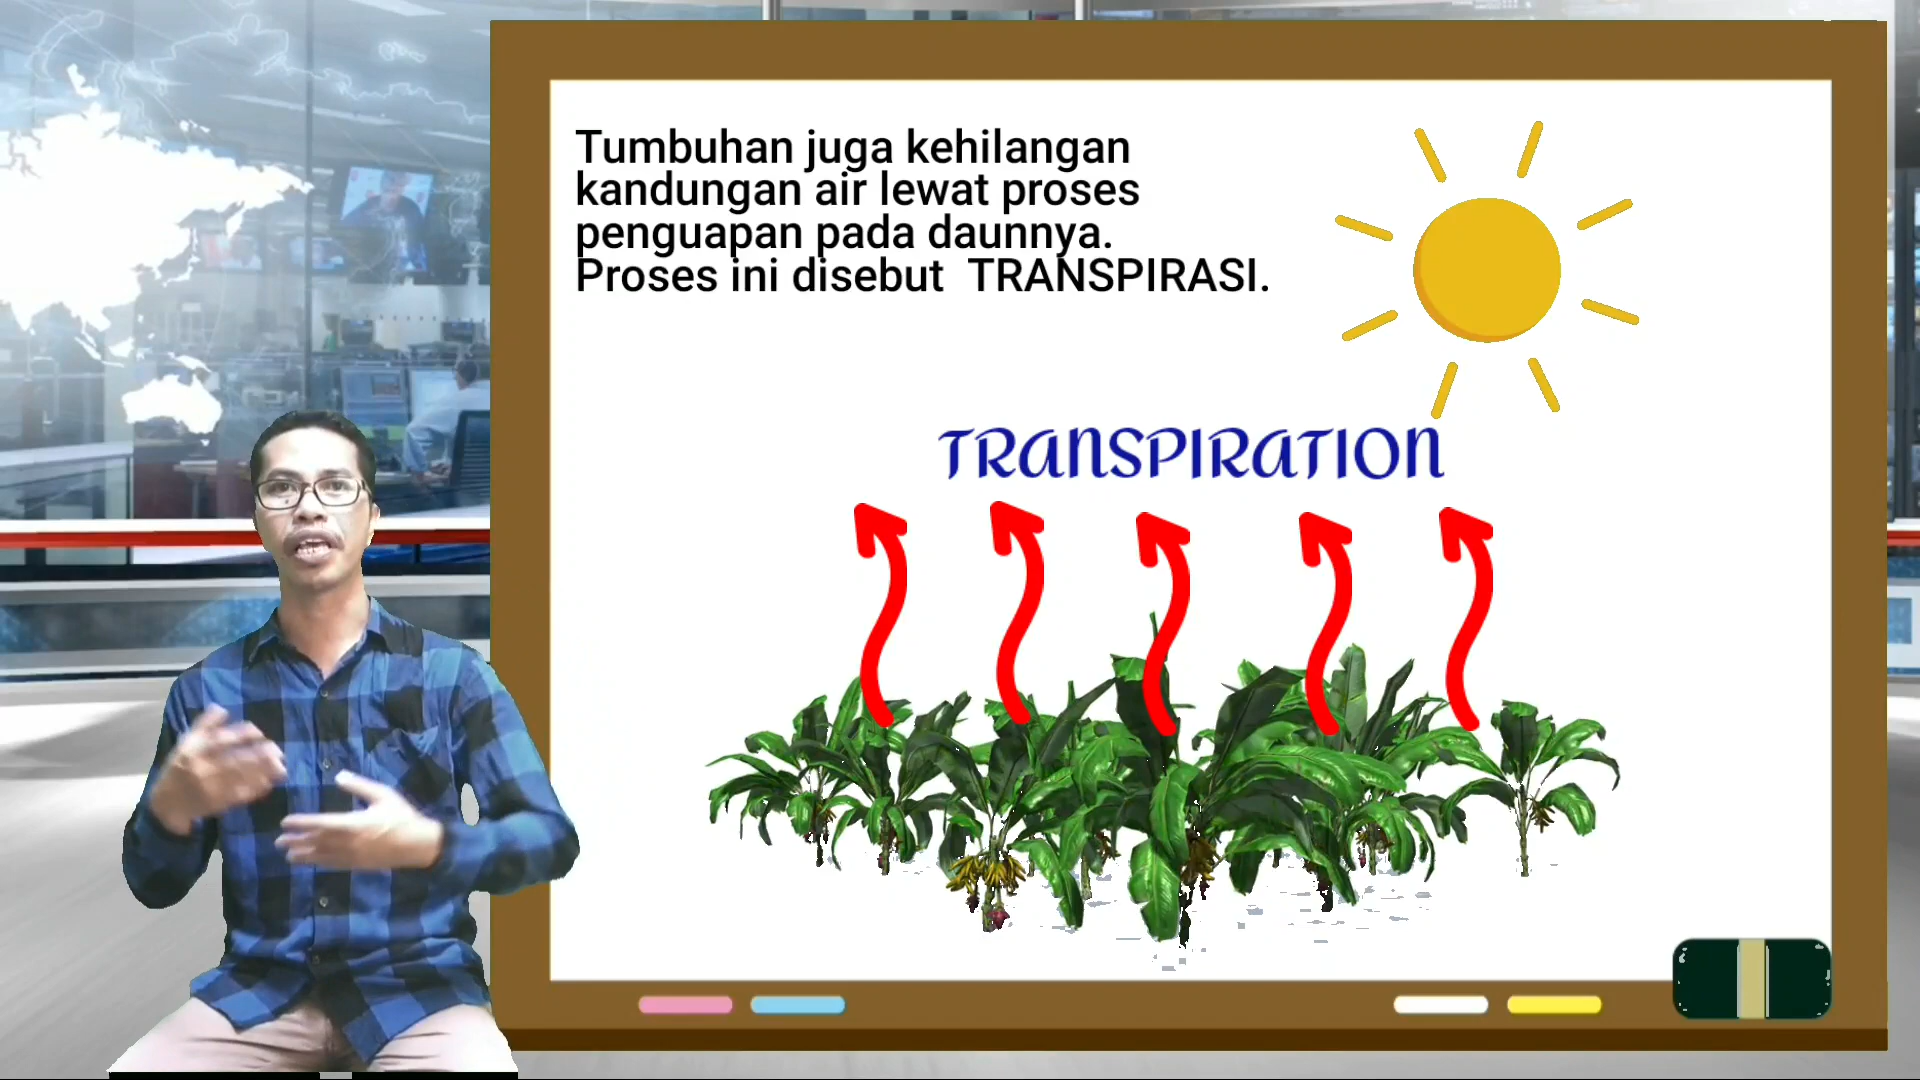 Tumbuhan juga kehilangan
kandungan air lewat proses
penguapan pada daunnya.
Proses ini disebut  TRANSPIRASI.
TRANSPIRATION